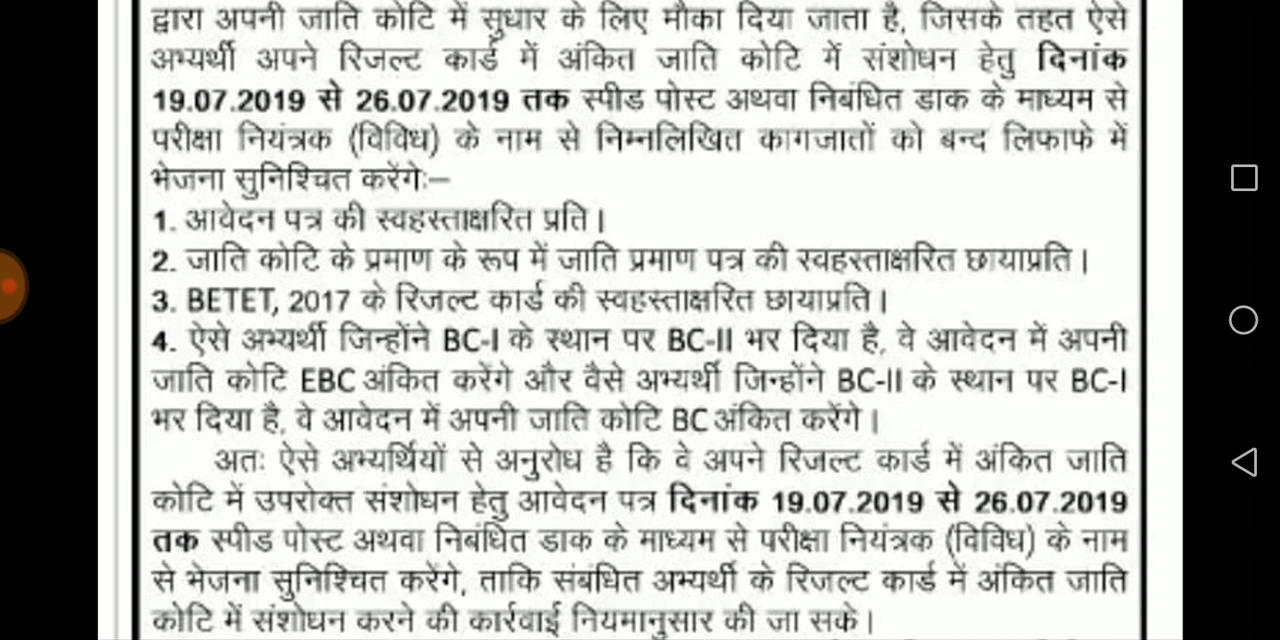 द्वारा अपनी जाति कोटि में सुधार के लिए मौका दिया जाता है, जिसके तहत ऐसे
अभ्यर्थी अपने रिजल्ट कार्ड में अंकित जाति कोटि में संशोधन हेतु दिनांक
19.07.2019 से 26.07.2019 तक स्पीड पोस्ट अथवा निबंधित डाक के माध्यम से
परीक्षा नियंत्रक (विविध) के नाम से निम्नलिखित कागजातों को बन्द लिफाफे में
भेजना सुनिश्चित करेंगेः–
1. आवेदन पत्र की स्वहस्ताक्षरित प्रति।
2. जाति कोटि के प्रमाण के रूप में जाति प्रमाण पत्र की स्वहस्ताक्षरित छायाप्रति।
3. BETET, 2017 के रिजल्ट कार्ड की स्वहस्ताक्षरित छायाप्रति।
4. ऐसे अभ्यर्थी जिन्होंने BC-I के स्थान पर BC-II भर दिया है, वे आवेदन में अपनी
जाति कोटि EBC अंकित करेंगे और वैसे अभ्यर्थी जिन्होंने BC-II के स्थान पर BC-I
भर दिया है, वे आवेदन में अपनी जाति कोटि BC अंकित करेंगे।
अतः ऐसे अभ्यर्थियों से अनुरोध है कि वे अपने रिजल्ट कार्ड में अंकित जाति
कोटि में उपरोक्त संशोधन हेतु आवेदन पत्र दिनांक 19.07.2019 से 26.07.2019
तक स्पीड पोस्ट अथवा निबंधित डाक के माध्यम से परीक्षा नियंत्रक (विविध) के नाम
से भेजना सुनिश्चित करेंगे, ताकि संबंधित अभ्यर्थी के रिजल्ट कार्ड में अंकित जाति
कोटि में संशोधन करने की कार्रवाई नियमानुसार की जा सके।